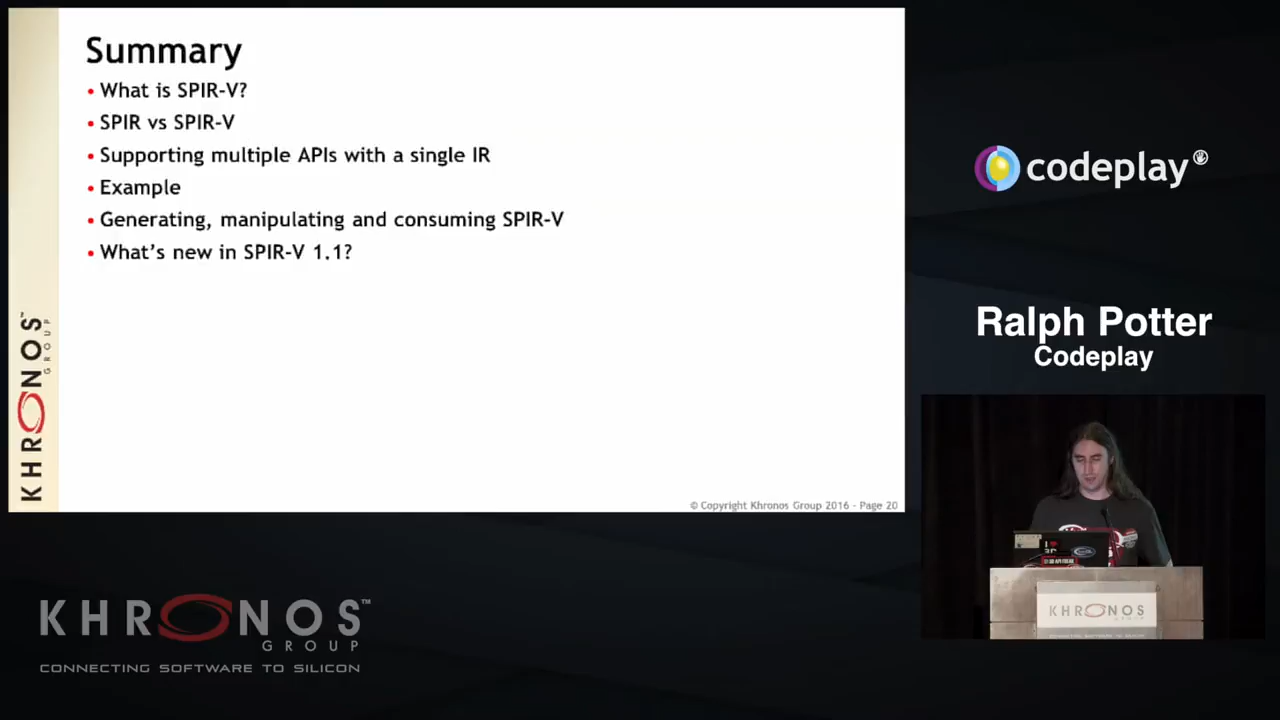 Summary
• What is SPIR-V?
• SPIR vs SPIR-V
• Supporting multiple APIs with a single IR
• Example
• Generating, manipulating and consuming SPIR-V
• What's new in SPIR-V 1.1?
KHRONOS™
GROUP
© Copyright Khronos Group 2016 - Page 20
codeplay
Ralph Potter
Codeplay
KHRONOS
KHRONOS™
GROUP
CONNECTING SOFTWARE TO SILICON